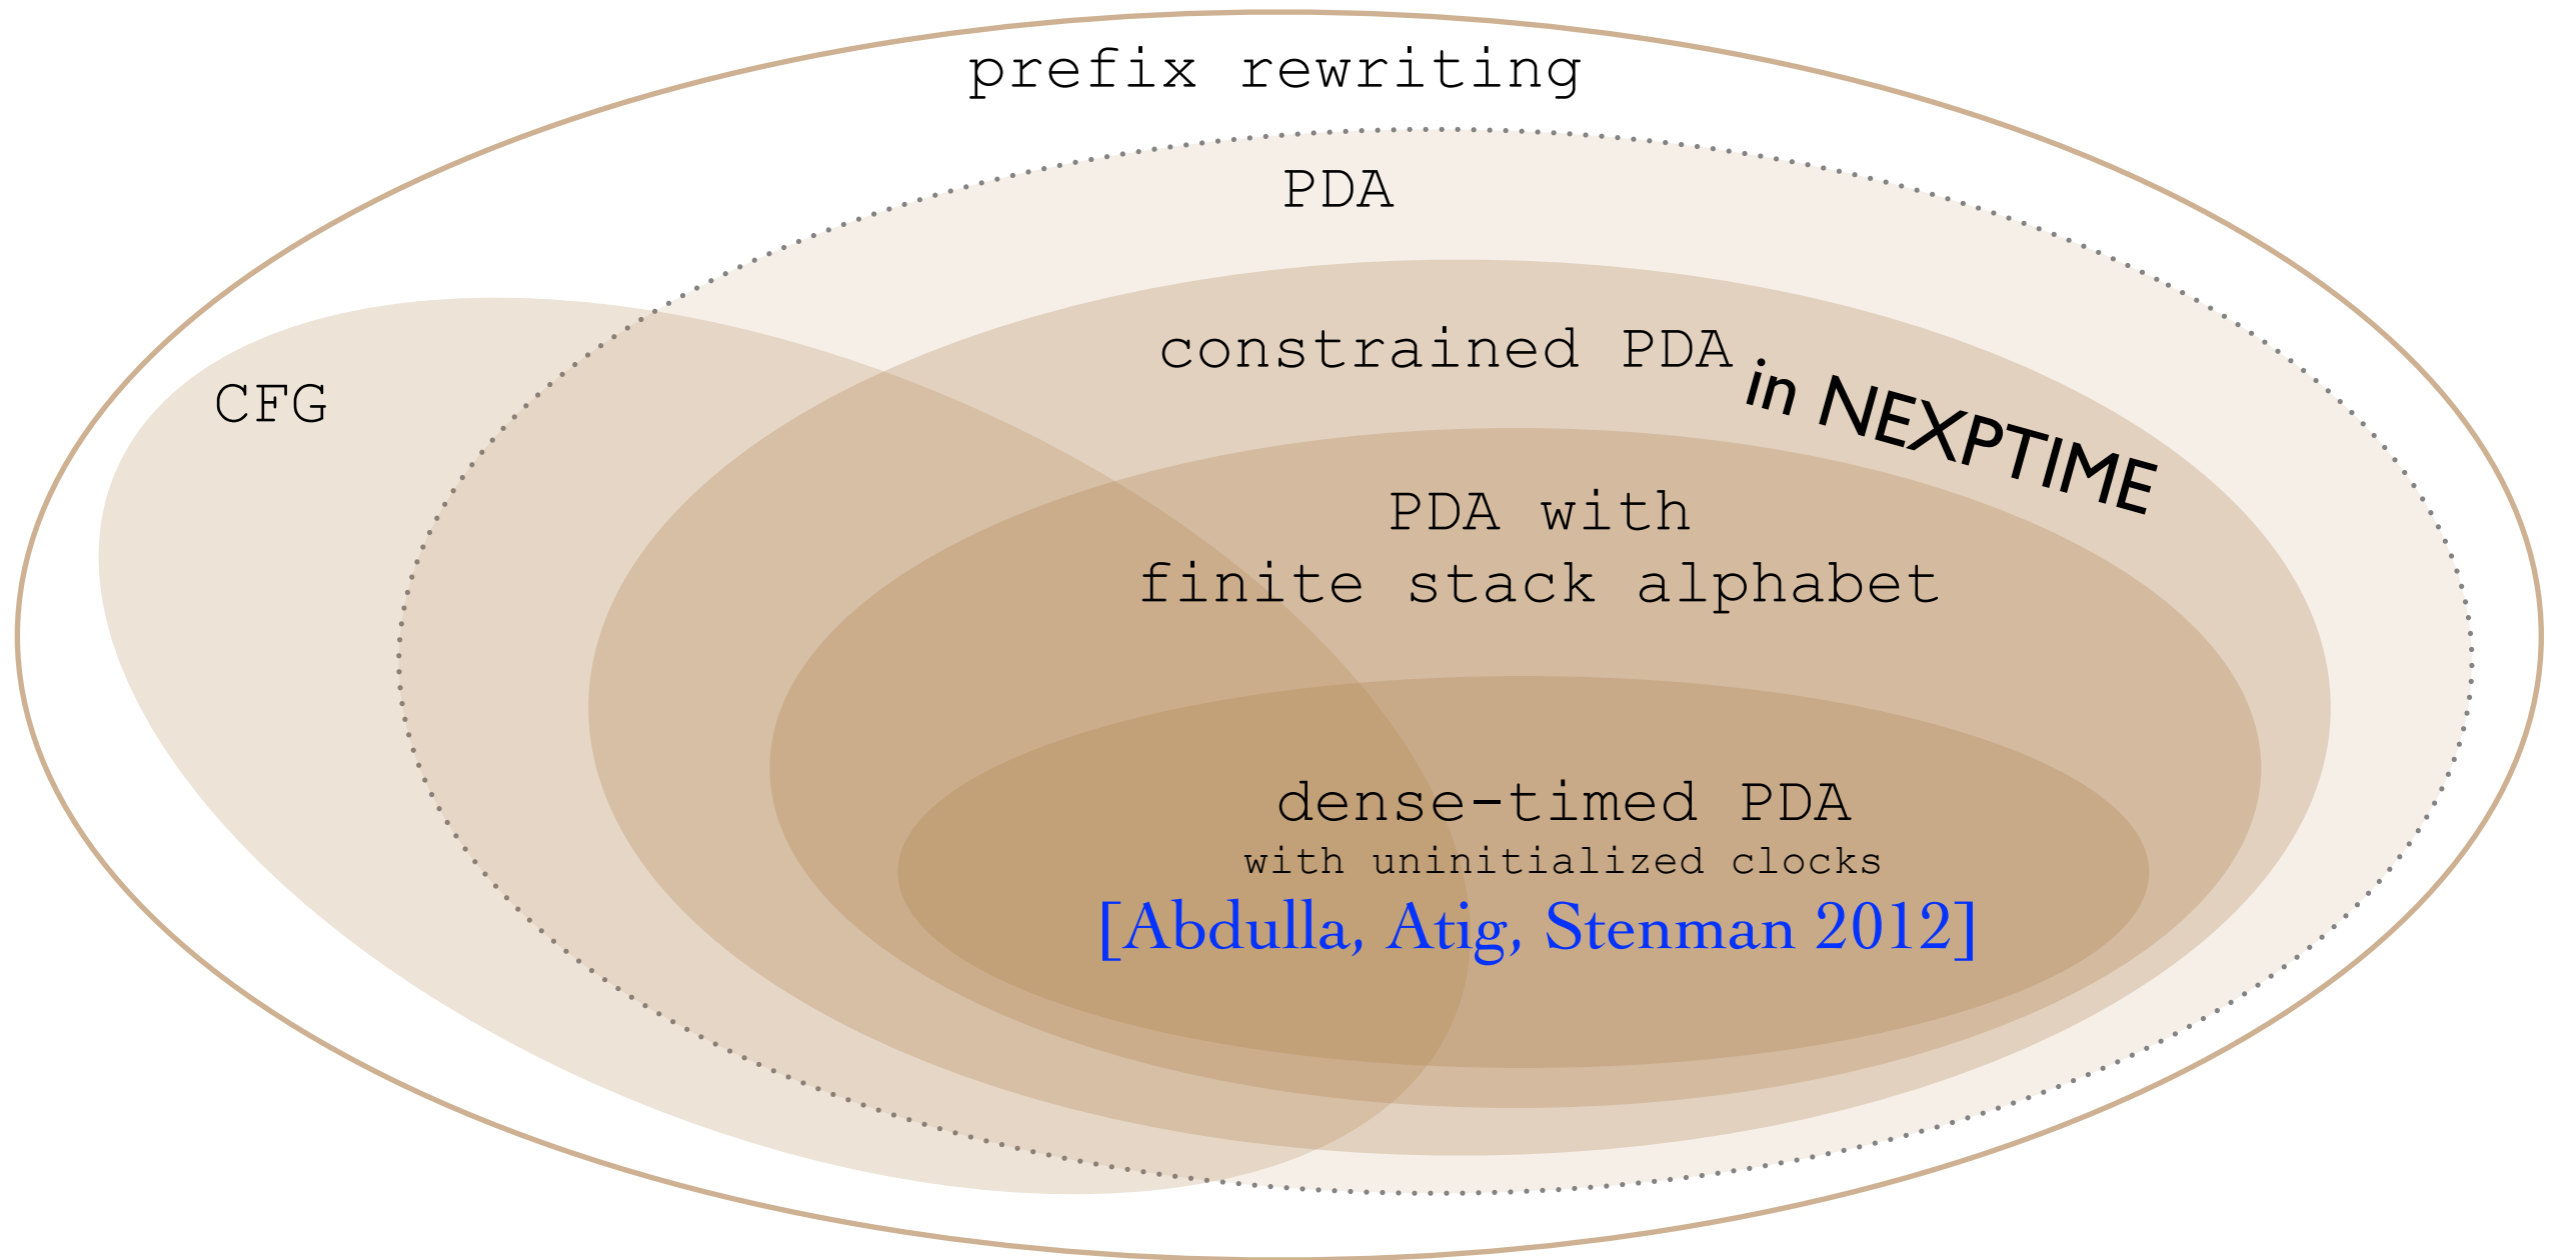 prefix rewriting
PDA
constrained PDA
in NEXPTIME
CFG
PDA with
finite stack alphabet
dense-timed PDA
with uninitialized clocks
[Abdulla, Atig, Stenman 2012]